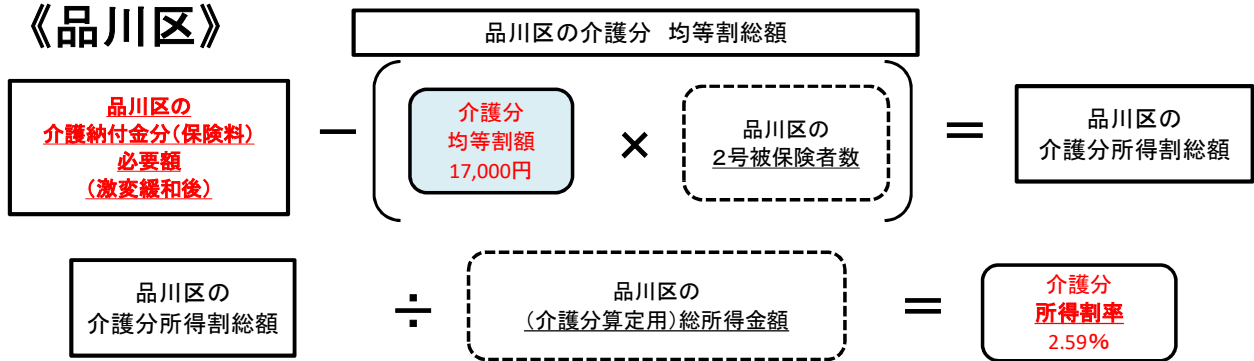 《品川区》
品川区の介護分 均等割総額
品川区の
介護納付金分(保険料)
必要額
(激変緩和後)
－
介護分
均等割額
17,000円
×
品川区の
２号被保険者数
＝
品川区の
介護分所得割総額
品川区の
介護分所得割総額
÷
品川区の
(介護分算定用)総所得金額
＝
介護分
所得割率
2.59%